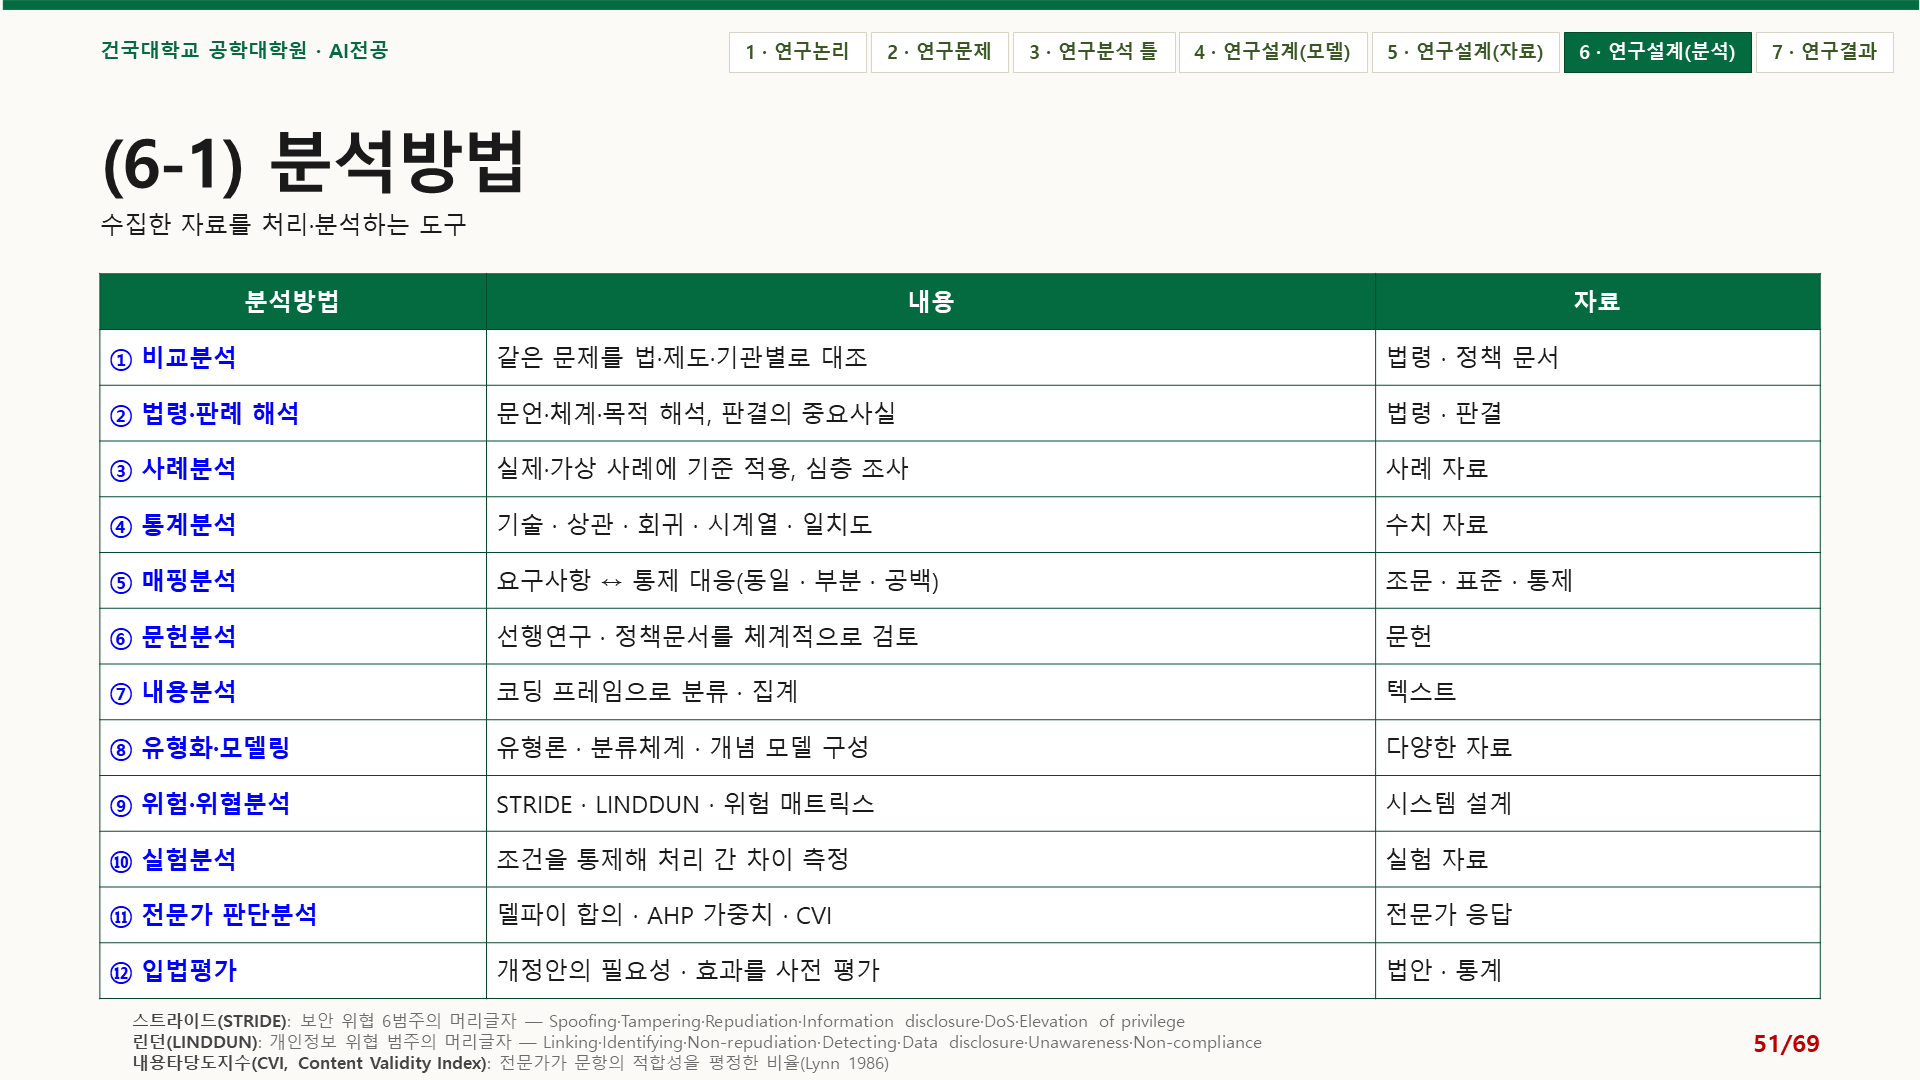 건국대학교 공학대학원 · AI전공
1 · 연구논리
2 · 연구문제
3 · 연구분석 틀
4 · 연구설계(모델)
5 · 연구설계(자료)
6 · 연구설계(분석)
7 · 연구결과
(6-1) 분석방법
수집한 자료를 처리·분석하는 도구
분석방법 내용 자료
① 비교분석 같은 문제를 법·제도·기관별로 대조 법령 · 정책 문서
② 법령·판례 해석 문언·체계·목적 해석, 판결의 중요사실 법령 · 판결
③ 사례분석 실제·가상 사례에 기준 적용, 심층 조사 사례 자료
④ 통계분석 기술 · 상관 · 회귀 · 시계열 · 일치도 수치 자료
⑤ 매핑분석 요구사항 ↔ 통제 대응(동일 · 부분 · 공백) 조문 · 표준 · 통제
⑥ 문헌분석 선행연구 · 정책문서를 체계적으로 검토 문헌
⑦ 내용분석 코딩 프레임으로 분류 · 집계 텍스트
⑧ 유형화·모델링 유형론 · 분류체계 · 개념 모델 구성 다양한 자료
⑨ 위험·위협분석 STRIDE · LINDDUN · 위험 매트릭스 시스템 설계
⑩ 실험분석 조건을 통제해 처리 간 차이 측정 실험 자료
⑪ 전문가 판단분석 델파이 합의 · AHP 가중치 · CVI 전문가 응답
⑫ 입법평가 개정안의 필요성 · 효과를 사전 평가 법안 · 통계
스트라이드(STRIDE): 보안 위협 6범주의 머리글자 — Spoofing·Tampering·Repudiation·Information disclosure·DoS·Elevation of privilege
린던(LINDDUN): 개인정보 위협 범주의 머리글자 — Linking·Identifying·Non-repudiation·Detecting·Data disclosure·Unawareness·Non-compliance
내용타당도지수(CVI, Content Validity Index): 전문가가 문항의 적합성을 평정한 비율(Lynn 1986)
51/69